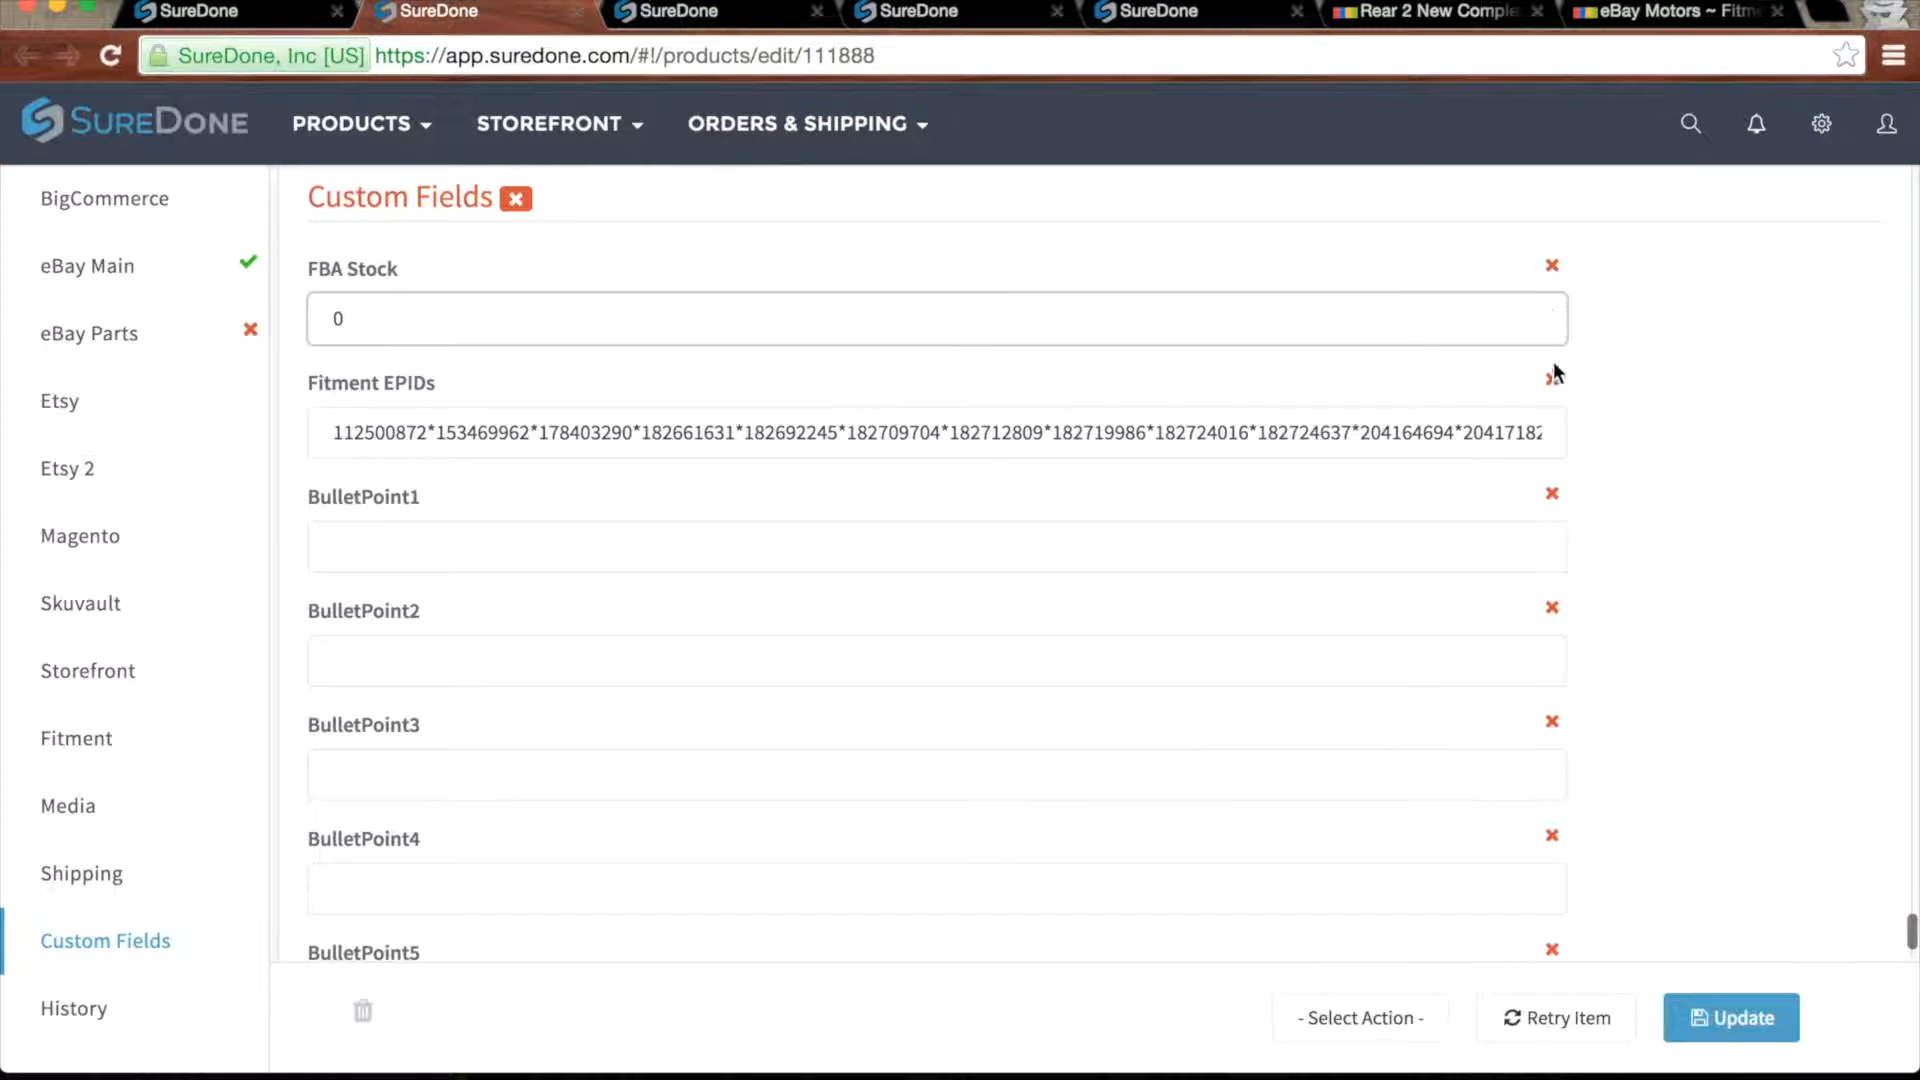 SureDone
SureDone
SureDone
SureDone
SureDone
Rear 2 New Comple
eBay Motors ~ Fitm
SureDone, Inc [US]
https://app.suredone.com/#!/products/edit/111888
SUREDONE
PRODUCTS
STOREFRONT
ORDERS & SHIPPING
BigCommerce
eBay Main
eBay Parts
Etsy
Etsy 2
Magento
Skuvault
Storefront
Fitment
Media
Shipping
Custom Fields
History
Custom Fields
FBA Stock
0
Fitment EPIDs
112500872*153469962*178403290*182661631*182692245*182709704*182712809*182719986*182724016*182724637*204164694*20417182
BulletPoint1
BulletPoint2
BulletPoint3
BulletPoint4
BulletPoint5
- Select Action -
Retry Item
Update